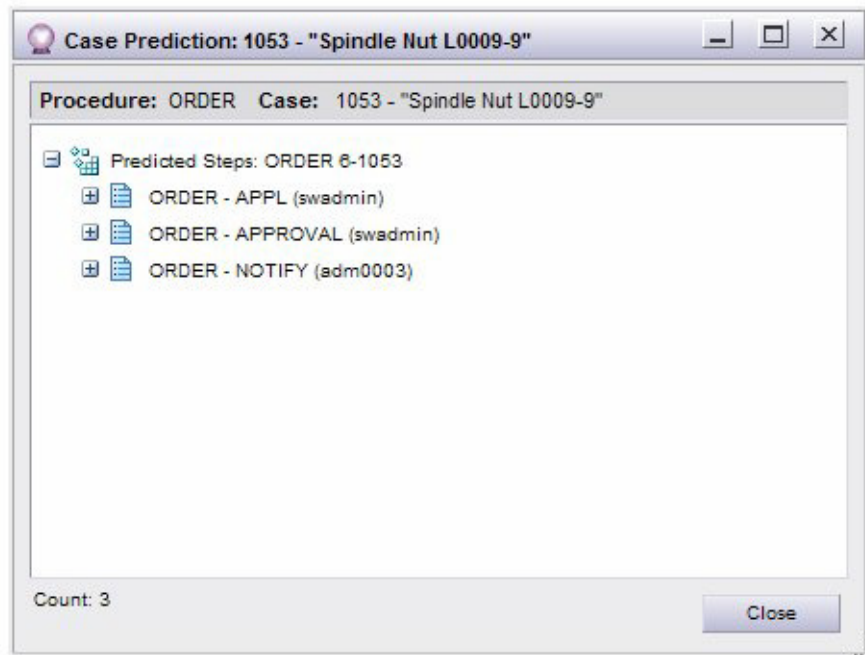 Case Prediction: 1053 - "Spindle Nut L0009-9"
Procedure: ORDER Case: 1053 - "Spindle Nut L0009-9"
Predicted Steps: ORDER 6-1053
ORDER - APPL (swadmin)
ORDER - APPROVAL (swadmin)
ORDER - NOTIFY (adm0003)
Count: 3
Close